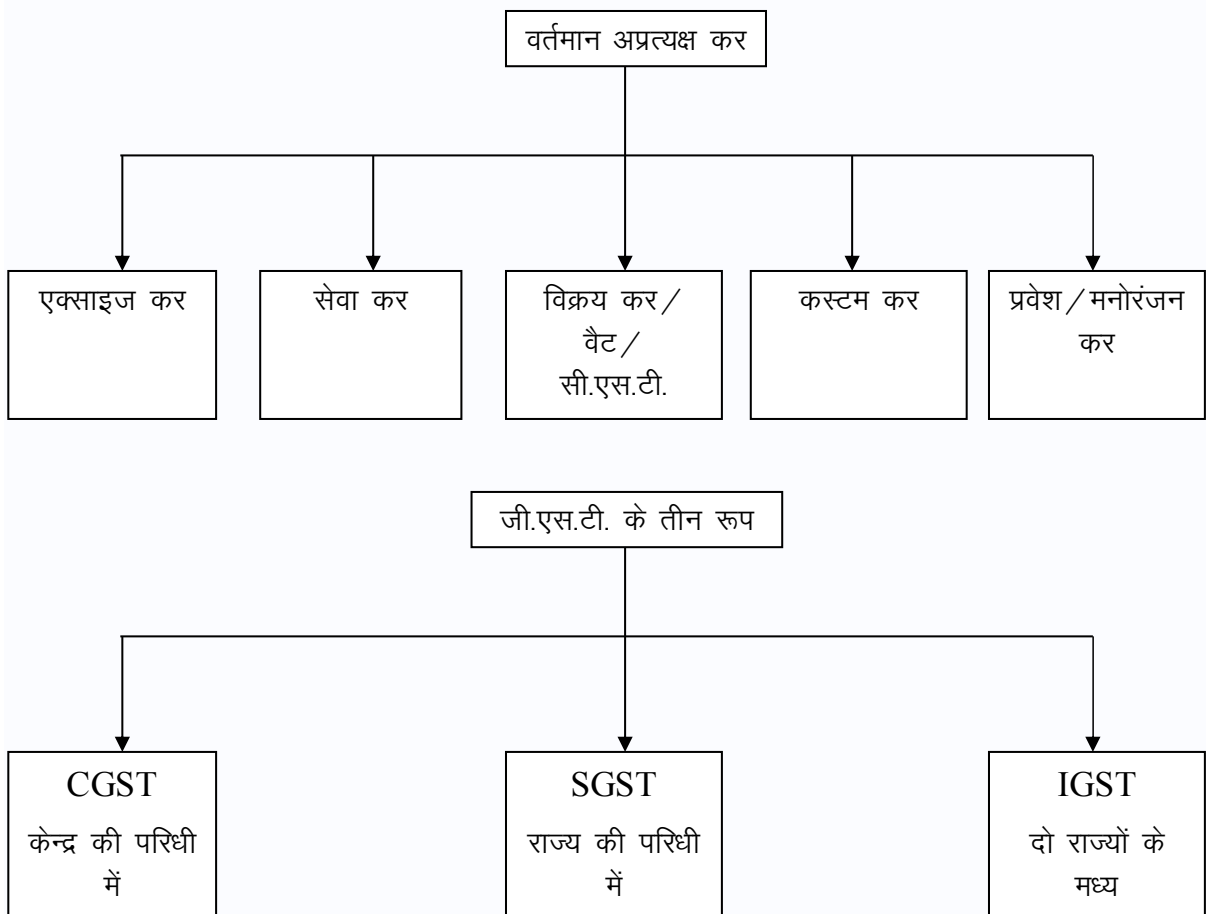 वर्तमान अप्रत्यक्ष कर
एक्साइज कर
सेवा कर
विक्रय कर/
वैट/
सी.एस.टी.
कस्टम कर
प्रवेश/मनोरंजन
कर
जी.एस.टी. के तीन रूप
CGST
केन्द्र की परिधी
में
SGST
राज्य की परिधी
में
IGST
दो राज्यों के
मध्य